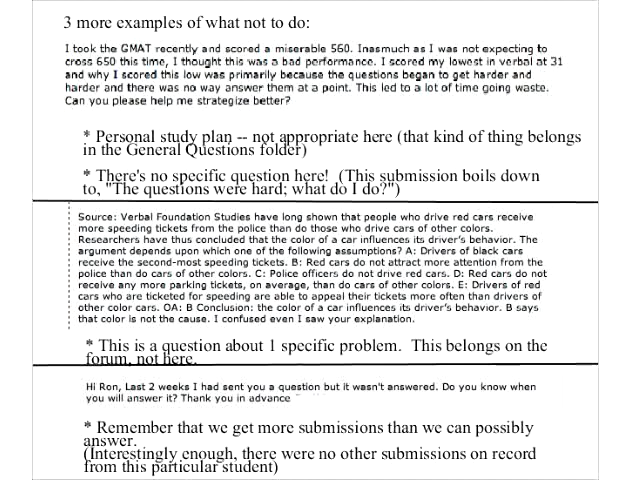 3 more examples of what not to do:
I took the GMAT recently and scored a miserable 560. Inasmuch as I was not expecting to
cross 650 this time, I thought this was a bad performance. I scored my lowest in verbal at 31
and why I scored this low was primarily because the questions began to get harder and
harder and there was no way answer them at a point. This led to a lot of time going waste.
Can you please help me strategize better?
* Personal study plan -- not appropriate here (that kind of thing belongs
in the General Questions folder)
* There's no specific question here! (This submission boils down
to, "The questions were hard; what do I do?")
Source: Verbal Foundation Studies have long shown that people who drive red cars receive
more speeding tickets from the police than do those who drive cars of other colors.
Researchers have thus concluded that the color of a car influences its driver's behavior. The
argument depends upon which one of the following assumptions? A: Drivers of black cars
receive the second-most speeding tickets. B: Red cars do not attract more attention from the
police than do cars of other colors. C: Police officers do not drive red cars. D: Red cars do not
receive any more parking tickets, on average, than do cars of other colors. E: Drivers of red
cars who are ticketed for speeding are able to appeal their tickets more often than drivers of
other color cars. OA: B Conclusion: the color of a car influences its driver's behavior. B says
that color is not the cause. I confused even I saw your explanation.
* This is a question about 1 specific problem. This belongs on the
forum, not here.
Hi Ron, Last 2 weeks I had sent you a question but it wasn't answered. Do you know when
you will answer it? Thank you in advance
* Remember that we get more submissions than we can possibly
answer.
(Interestingly enough, there were no other submissions on record
from this particular student)